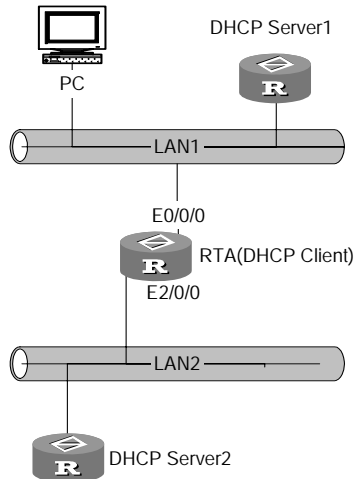 DHCP Server1
PC
R
LAN1
E0/0/0
RTA(DHCP Client)
R
E2/0/0
LAN2
DHCP Server2
R